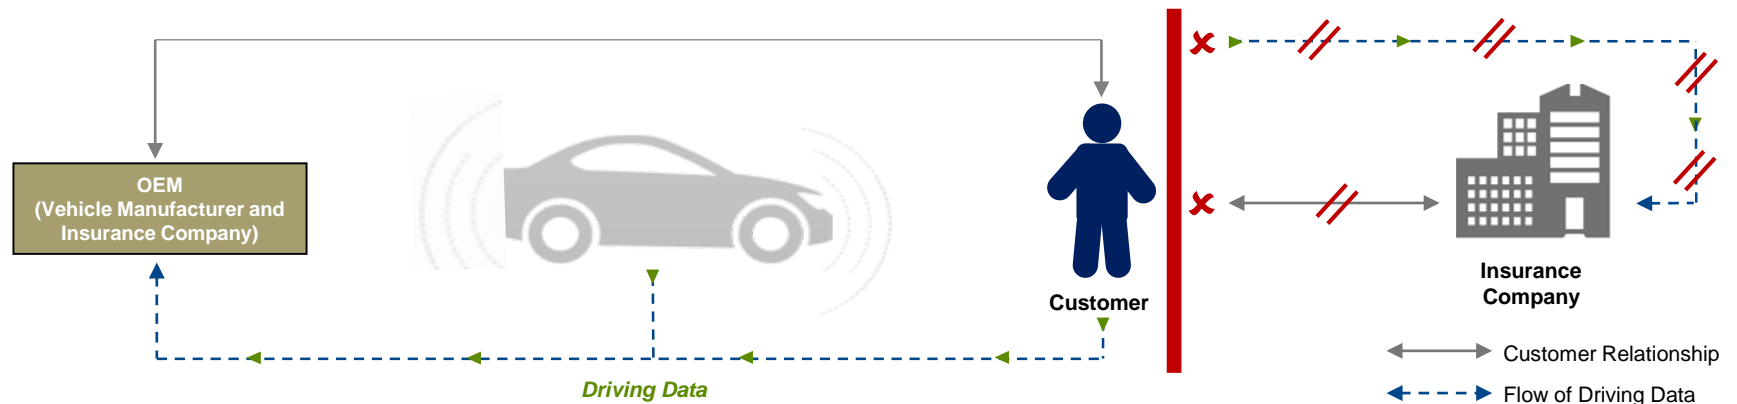 OEM
(Vehicle Manufacturer and
Insurance Company)
Customer
Driving Data
Insurance
Company
Customer Relationship
Flow of Driving Data